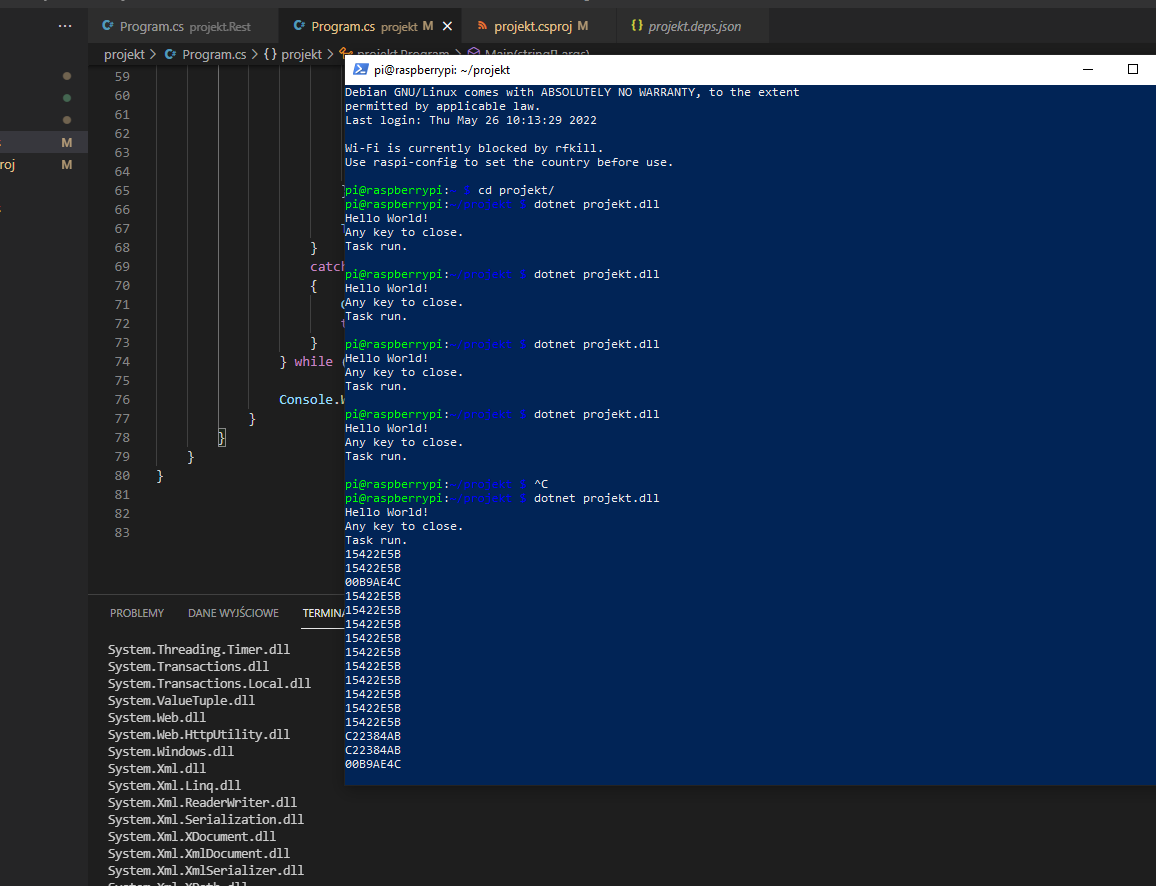 Program.cs projekt.Rest
Program.cs projekt M
projekt.csproj M
{} projekt.deps.json
projekt > Program.cs > {} projekt > projekt.Program > Main(string[] args)
M
roj M
59
60
61
62
63
64
65
66
67
68 }
69 catch
70 {
71
72
73 }
74 } while (
75
76 Console.W
77 }
78 }
79 }
80 }
81
82
83
PROBLEMY DANE WYJŚCIOWE TERMINA
System.Threading.Timer.dll
System.Transactions.dll
System.Transactions.Local.dll
System.ValueTuple.dll
System.Web.dll
System.Web.HttpUtility.dll
System.Windows.dll
System.Xml.dll
System.Xml.Linq.dll
System.Xml.ReaderWriter.dll
System.Xml.Serialization.dll
System.Xml.XDocument.dll
System.Xml.XmlDocument.dll
System.Xml.XmlSerializer.dll
System.Xml.XPath.dll
pi@raspberrypi: ~/projekt
Debian GNU/Linux comes with ABSOLUTELY NO WARRANTY, to the extent
permitted by applicable law.
Last login: Thu May 26 10:13:29 2022
Wi-Fi is currently blocked by rfkill.
Use raspi-config to set the country before use.
pi@raspberrypi:~ $ cd projekt/
pi@raspberrypi:~/projekt $ dotnet projekt.dll
Hello World!
Any key to close.
Task run.
pi@raspberrypi:~/projekt $ dotnet projekt.dll
Hello World!
Any key to close.
Task run.
pi@raspberrypi:~/projekt $ dotnet projekt.dll
Hello World!
Any key to close.
Task run.
pi@raspberrypi:~/projekt $ dotnet projekt.dll
Hello World!
Any key to close.
Task run.
pi@raspberrypi:~/projekt $ ^C
pi@raspberrypi:~/projekt $ dotnet projekt.dll
Hello World!
Any key to close.
Task run.
15422E5B
15422E5B
00B9AE4C
15422E5B
15422E5B
15422E5B
15422E5B
15422E5B
15422E5B
15422E5B
15422E5B
15422E5B
15422E5B
C22384AB
C22384AB
00B9AE4C